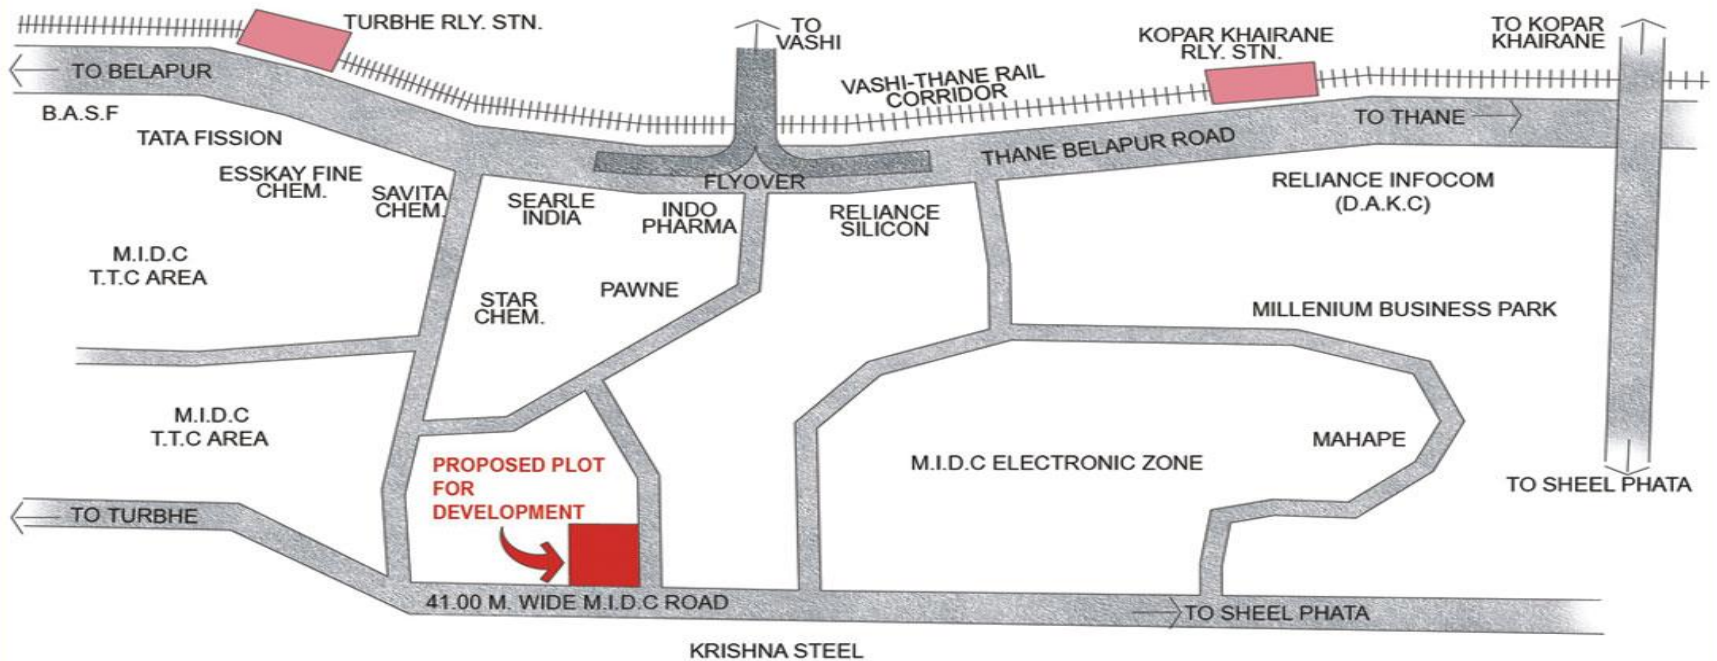 TURBHE RLY. STN.
TO
VASHI
KOPAR KHAIRANE
RLY. STN.
TO KOPAR
KHAIRANE
TO BELAPUR
VASHI-THANE RAIL
CORRIDOR
B.A.S.F
TATA FISSION
TO THANE
THANE BELAPUR ROAD
ESSKAY FINE
CHEM.
SAVITA
CHEM.
SEARLE
INDIA
FLYOVER
INDO
PHARMA
RELIANCE
SILICON
RELIANCE INFOCOM
(D.A.K.C)
M.I.D.C
T.T.C AREA
STAR
CHEM.
PAWNE
MILLENIUM BUSINESS PARK
M.I.D.C
T.T.C AREA
MAHAPE
PROPOSED PLOT
FOR
DEVELOPMENT
M.I.D.C ELECTRONIC ZONE
TO SHEEL PHATA
TO TURBHE
41.00 M. WIDE M.I.D.C ROAD
TO SHEEL PHATA
KRISHNA STEEL